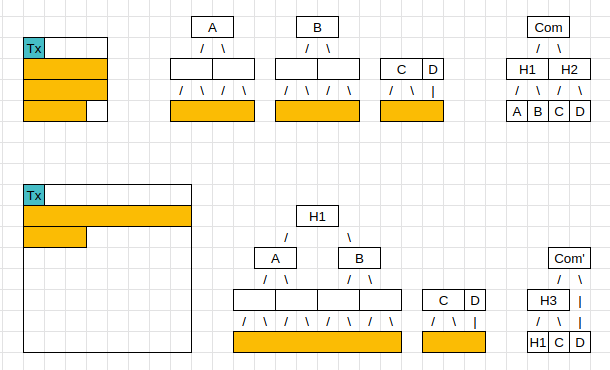 A B Com
Tx / \ / \ / \
C D H1 H2
/ \ / \ / \ / \ / \ | / \ / \
A B C D
Tx
H1
/ \
A B Com'
/ \ / \ / \
C D H3 |
/ \ / \ / \ / \ / \ | / \ |
H1 C D